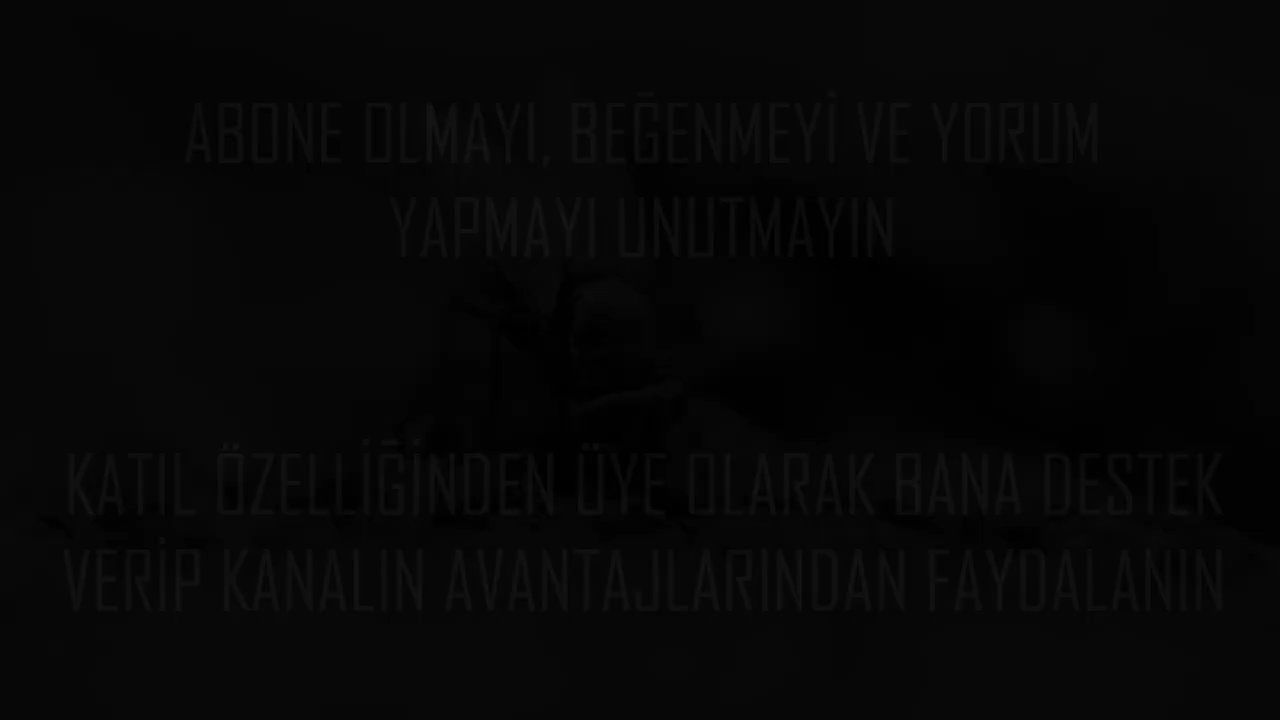 ABONE OLMAYI, BEĞENMEYİ VE YORUM
YAPMAYI UNUTMAYIN
KATIL ÖZELLİĞİNDEN ÜYE OLARAK BANA DESTEK
VERİP KANALIN AVANTAJLARINDAN FAYDALANIN